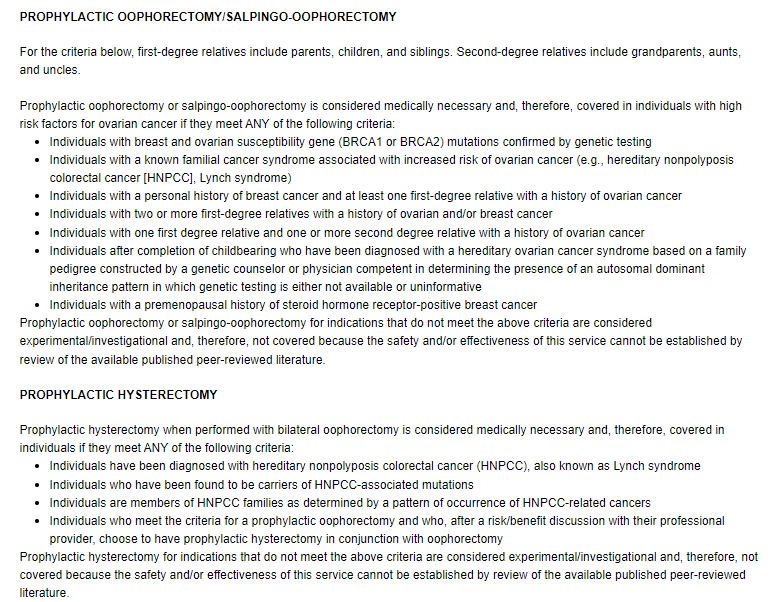 PROPHYLACTIC OOPHORECTOMY/SALPINGO-OOPHORECTOMY
For the criteria below, first-degree relatives include parents, children, and siblings. Second-degree relatives include grandparents, aunts,
and uncles.
Prophylactic oophorectomy or salpingo-oophorectomy is considered medically necessary and, therefore, covered in individuals with high
risk factors for ovarian cancer if they meet ANY of the following criteria:
• Individuals with breast and ovarian susceptibility gene (BRCA1 or BRCA2) mutations confirmed by genetic testing
• Individuals with a known familial cancer syndrome associated with increased risk of ovarian cancer (e.g., hereditary nonpolyposis
colorectal cancer [HNPCC], Lynch syndrome)
• Individuals with a personal history of breast cancer and at least one first-degree relative with a history of ovarian cancer
• Individuals with two or more first-degree relatives with a history of ovarian and/or breast cancer
• Individuals with one first degree relative and one or more second degree relative with a history of ovarian cancer
• Individuals after completion of childbearing who have been diagnosed with a hereditary ovarian cancer syndrome based on a family
pedigree constructed by a genetic counselor or physician competent in determining the presence of an autosomal dominant
inheritance pattern in which genetic testing is either not available or uninformative
• Individuals with a premenopausal history of steroid hormone receptor-positive breast cancer
Prophylactic oophorectomy or salpingo-oophorectomy for indications that do not meet the above criteria are considered
experimental/investigational and, therefore, not covered because the safety and/or effectiveness of this service cannot be established by
review of the available published peer-reviewed literature.
PROPHYLACTIC HYSTERECTOMY
Prophylactic hysterectomy when performed with bilateral oophorectomy is considered medically necessary and, therefore, covered in
individuals if they meet ANY of the following criteria:
• Individuals have been diagnosed with hereditary nonpolyposis colorectal cancer (HNPCC), also known as Lynch syndrome
• Individuals who have been found to be carriers of HNPCC-associated mutations
• Individuals are members of HNPCC families as determined by a pattern of occurrence of HNPCC-related cancers
• Individuals who meet the criteria for a prophylactic oophorectomy and who, after a risk/benefit discussion with their professional
provider, choose to have prophylactic hysterectomy in conjunction with oophorectomy
Prophylactic hysterectomy for indications that do not meet the above criteria are considered experimental/investigational and, therefore, not
covered because the safety and/or effectiveness of this service cannot be established by review of the available published peer-reviewed
literature.